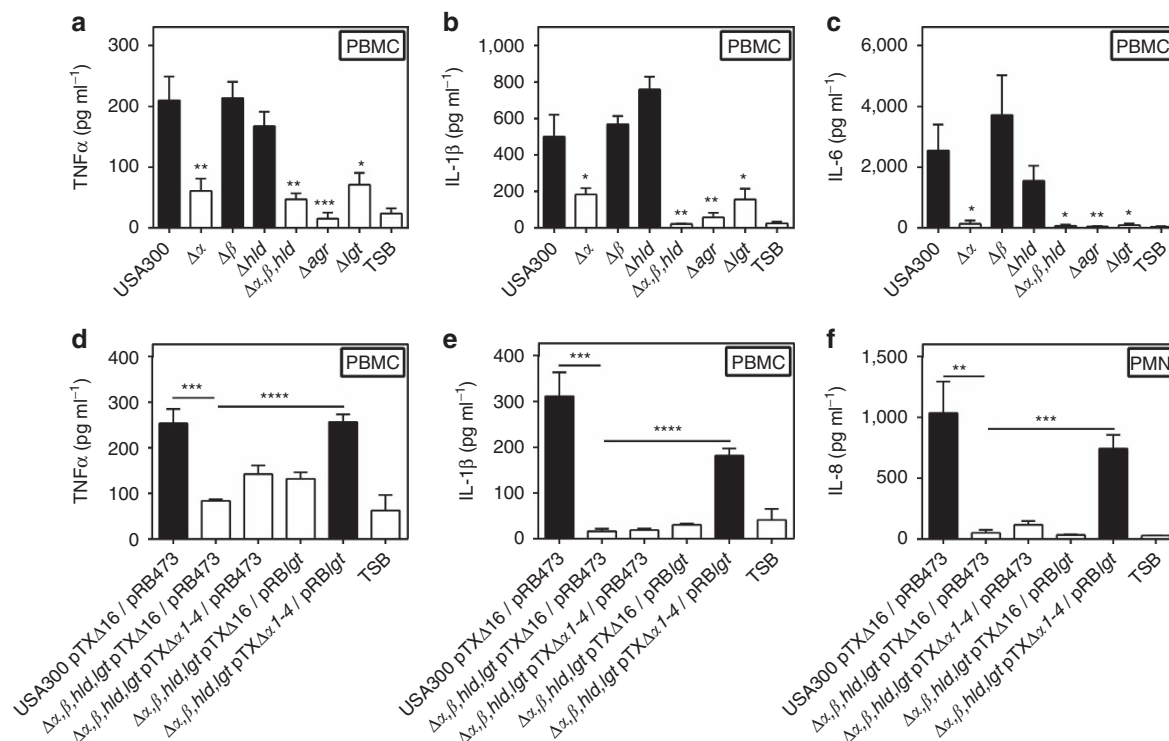 a
PBMC
TNFα (pg ml⁻¹)
300
200
100
0
**
**
***
*
USA300
Δα
Δβ
Δhld
Δα,β,hld
Δagr
Δlgt
TSB
b
PBMC
IL-1β (pg ml⁻¹)
1,000
800
600
400
200
0
*
**
**
*
USA300
Δα
Δβ
Δhld
Δα,β,hld
Δagr
Δlgt
TSB
c
PBMC
IL-6 (pg ml⁻¹)
6,000
4,000
2,000
0
*
*
**
*
USA300
Δα
Δβ
Δhld
Δα,β,hld
Δagr
Δlgt
TSB
d
PBMC
TNFα (pg ml⁻¹)
400
300
200
100
0
***
****
USA300 pTXΔ16 / pRB473
Δα,β,hld,lgt pTXΔ16 / pRB473
Δα,β,hld,lgt pTXΔα1-4 / pRB473
Δα,β,hld,lgt pTXΔ16 / pRBlgt
Δα,β,hld,lgt pTXΔα1-4 / pRBlgt
TSB
e
PBMC
IL-1β (pg ml⁻¹)
400
300
200
100
0
***
****
USA300 pTXΔ16 / pRB473
Δα,β,hld,lgt pTXΔ16 / pRB473
Δα,β,hld,lgt pTXΔα1-4 / pRB473
Δα,β,hld,lgt pTXΔ16 / pRBlgt
Δα,β,hld,lgt pTXΔα1-4 / pRBlgt
TSB
f
PMN
IL-8 (pg ml⁻¹)
1,500
1,000
500
0
**
***
USA300 pTXΔ16 / pRB473
Δα,β,hld,lgt pTXΔ16 / pRB473
Δα,β,hld,lgt pTXΔα1-4 / pRB473
Δα,β,hld,lgt pTXΔ16 / pRBlgt
Δα,β,hld,lgt pTXΔα1-4 / pRBlgt
TSB